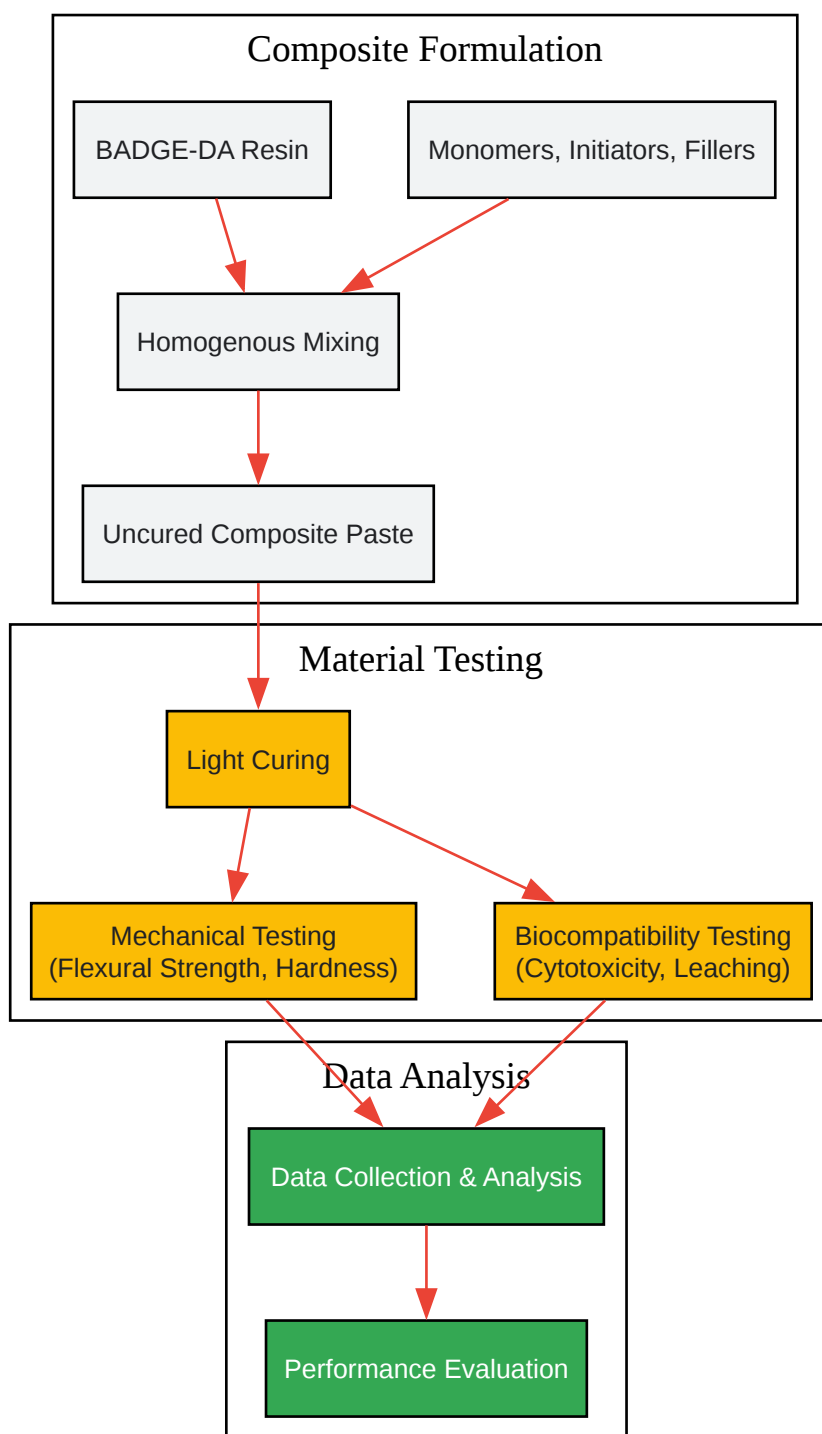 Composite Formulation
BADGE-DA Resin
Monomers, Initiators, Fillers
Homogenous Mixing
Uncured Composite Paste
Material Testing
Light Curing
Mechanical Testing
(Flexural Strength, Hardness)
Biocompatibility Testing
(Cytotoxicity, Leaching)
Data Analysis
Data Collection & Analysis
Performance Evaluation